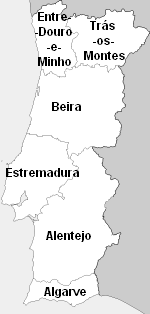 Entre
-Douro
-e-
Minho
Trás
-os-
Montes
Beira
Estremadura
Alentejo
Algarve